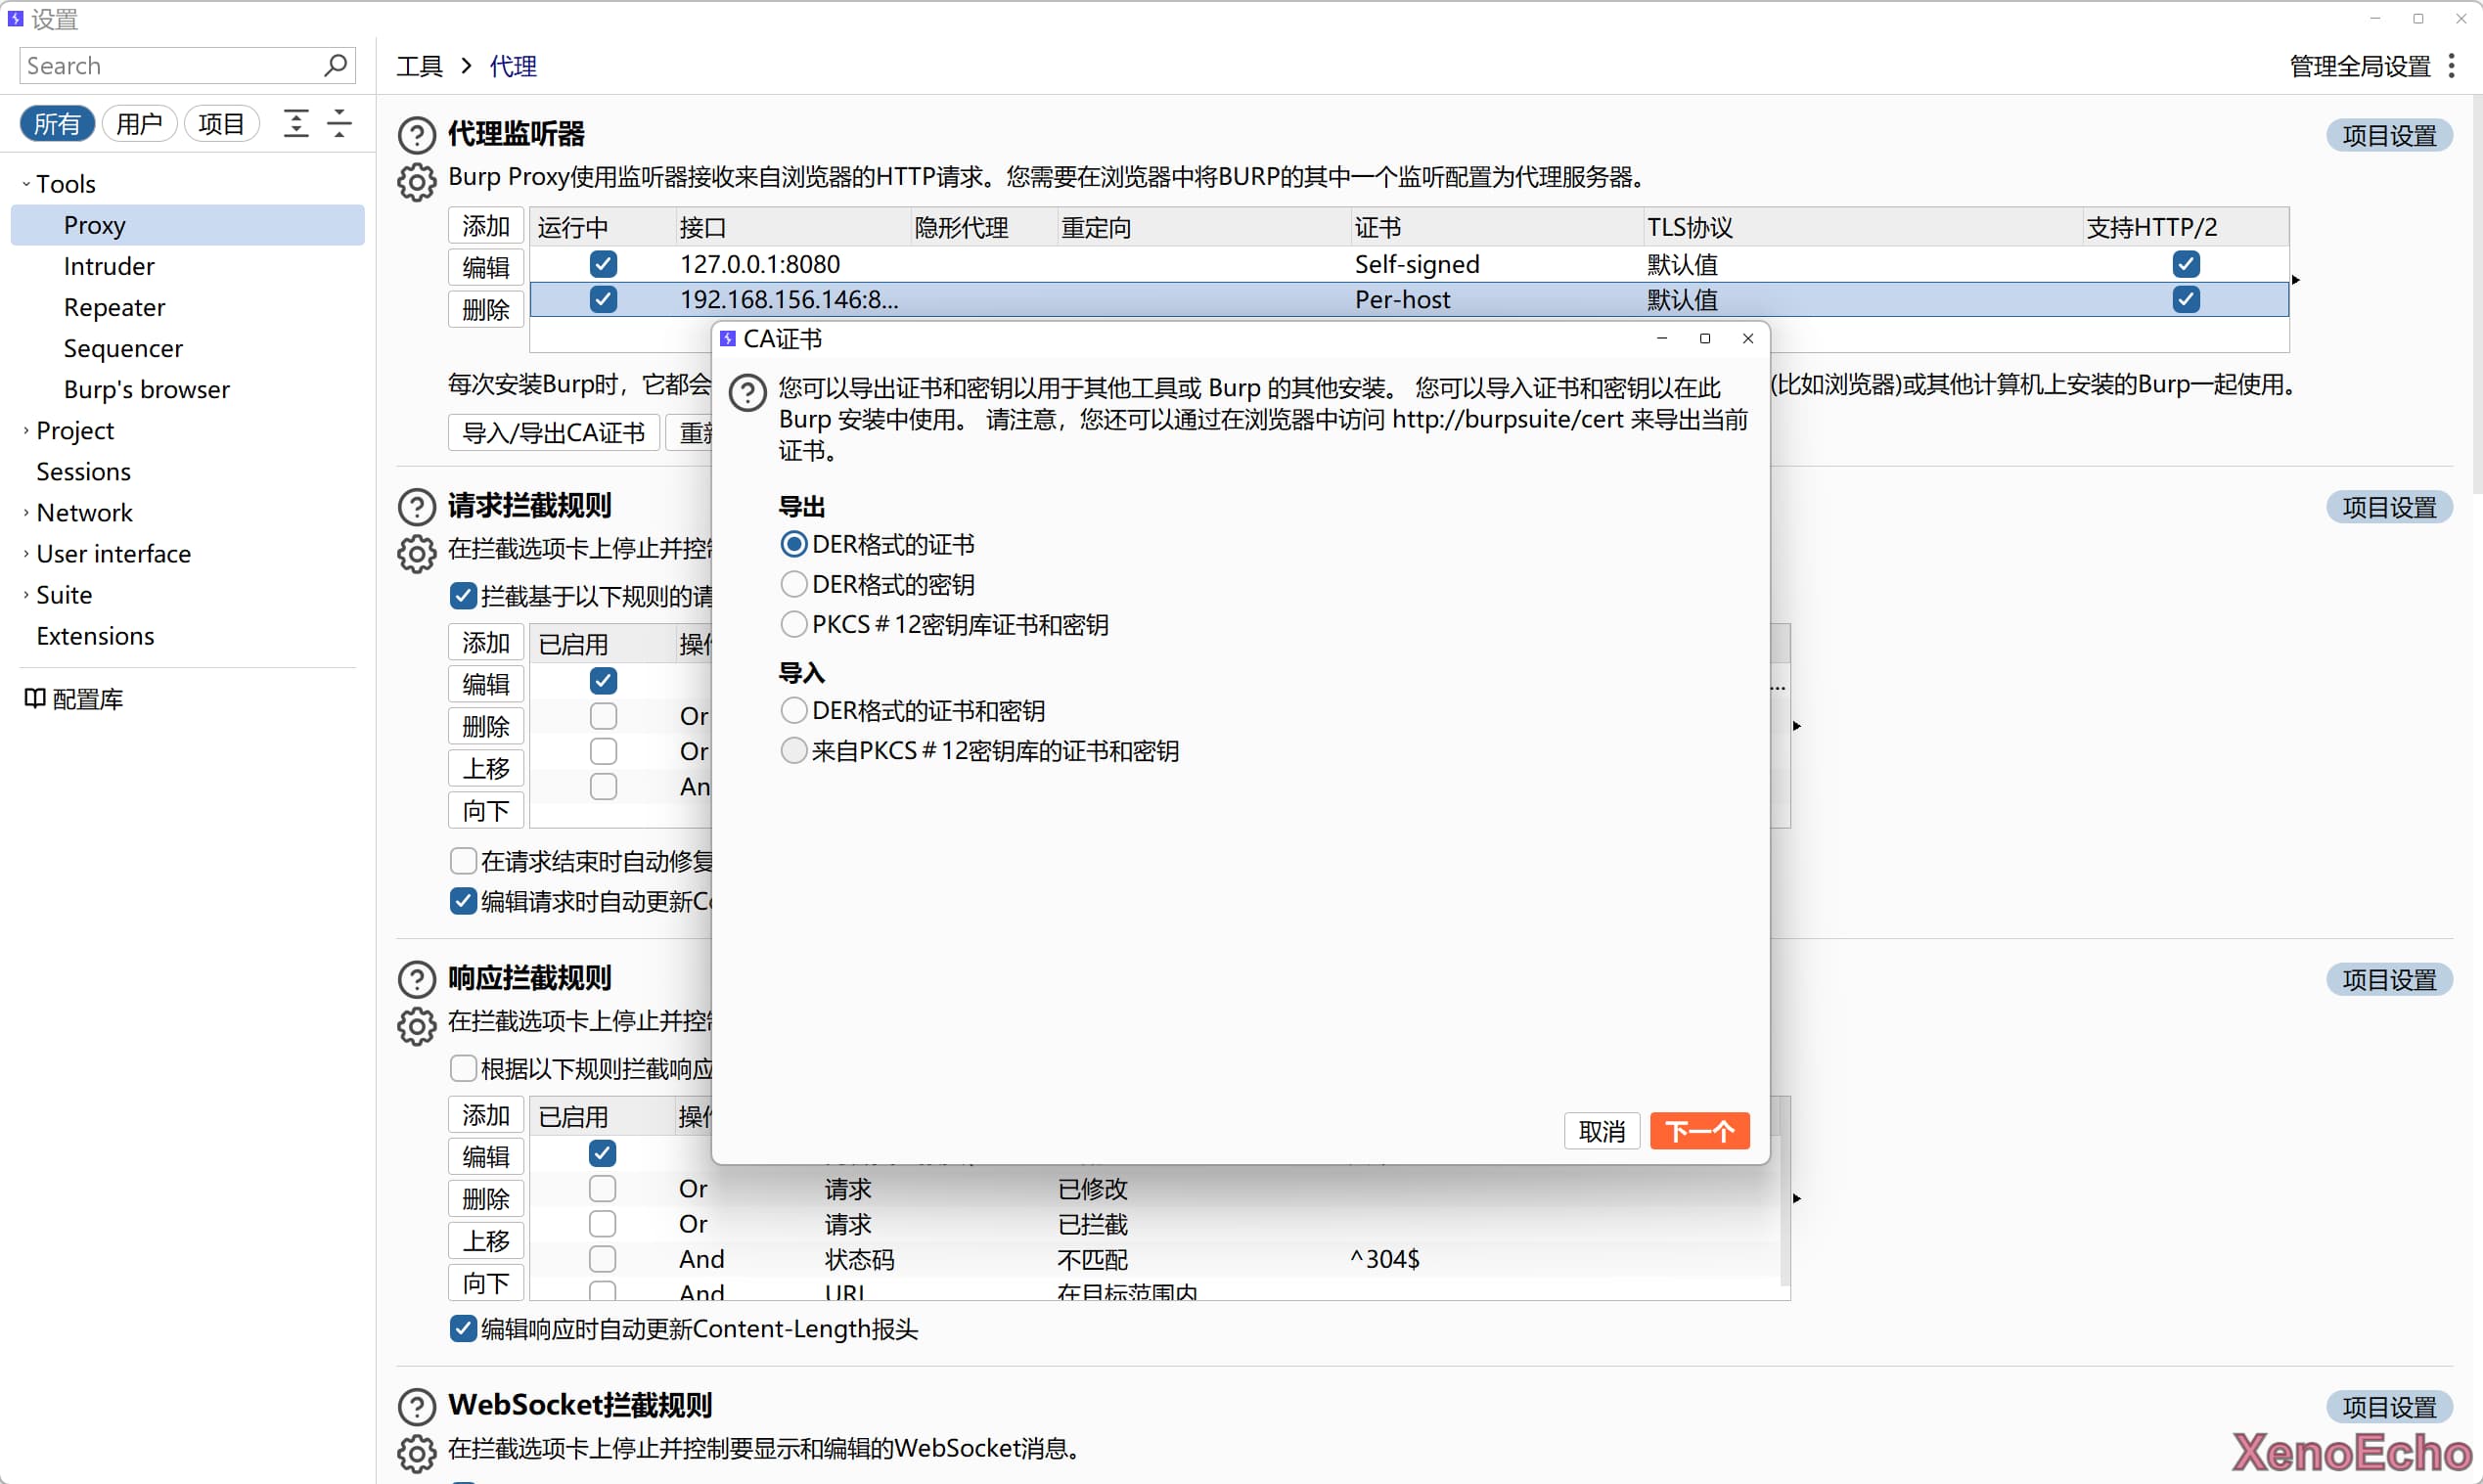 设置
Search
工具 > 代理
管理全局设置
所有 用户 项目
Tools
Proxy
Intruder
Repeater
Sequencer
Burp's browser
Project
Sessions
Network
User interface
Suite
Extensions
配置库
代理监听器
项目设置
Burp Proxy使用监听器接收来自浏览器的HTTP请求。您需要在浏览器中将BURP的其中一个监听配置为代理服务器。
添加
编辑
删除
运行中 接口 隐形代理 重定向 证书 TLS协议 支持HTTP/2
127.0.0.1:8080 Self-signed 默认值
192.168.156.146:8... Per-host 默认值
每次安装Burp时，它都会
(比如浏览器)或其他计算机上安装的Burp一起使用。
导入/导出CA证书
CA证书
您可以导出证书和密钥以用于其他工具或 Burp 的其他安装。 您可以导入证书和密钥以在此
Burp 安装中使用。 请注意，您还可以通过在浏览器中访问 http://burpsuite/cert 来导出当前
证书。
导出
DER格式的证书
DER格式的密钥
PKCS＃12密钥库证书和密钥
导入
DER格式的证书和密钥
来自PKCS＃12密钥库的证书和密钥
取消 下一个
请求拦截规则
项目设置
在拦截选项卡上停止并控
拦截基于以下规则的请
添加
编辑
删除
上移
向下
已启用 操
Or
Or
An
...
在请求结束时自动修复
编辑请求时自动更新C
响应拦截规则
项目设置
在拦截选项卡上停止并控
根据以下规则拦截响应
添加
编辑
删除
上移
向下
已启用 操
Or 请求 已修改
Or 请求 已拦截
And 状态码 不匹配 ^304$
And URL 在目标范围内
编辑响应时自动更新Content-Length报头
WebSocket拦截规则
项目设置
在拦截选项卡上停止并控制要显示和编辑的WebSocket消息。
XenoEcho